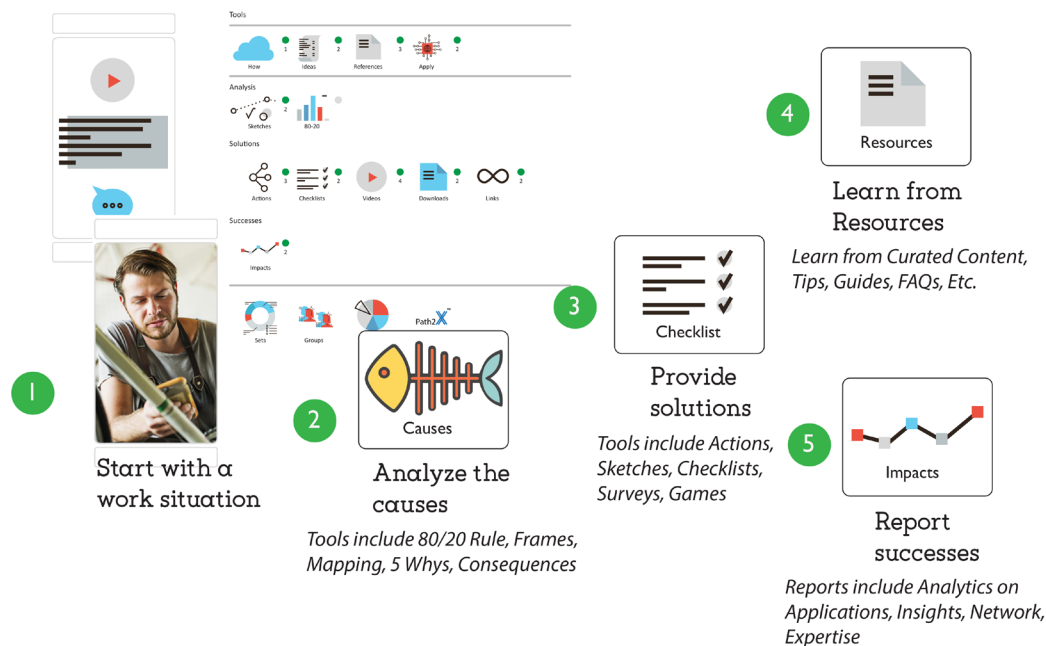 Tools
How
1
Ideas
2
References
3
Apply
2
Analysis
Sketches
2
80-20
Solutions
Actions
3
Checklists
2
Videos
4
Downloads
2
Links
2
Successes
Impacts
2
Sets
Groups
Path2X™
1
Start with a
work situation
2
Causes
Analyze the
causes
Tools include 80/20 Rule, Frames,
Mapping, 5 Whys, Consequences
3
Checklist
Provide
solutions
Tools include Actions,
Sketches, Checklists,
Surveys, Games
4
Resources
Learn from
Resources
Learn from Curated Content,
Tips, Guides, FAQs, Etc.
5
Impacts
Report
successes
Reports include Analytics on
Applications, Insights, Network,
Expertise